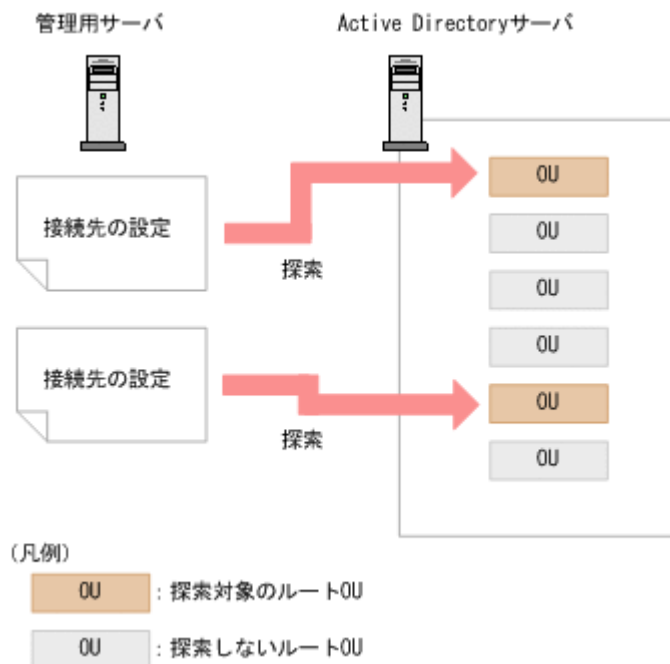 管理用サーバ
Active Directoryサーバ
接続先の設定
探索
接続先の設定
探索
OU
OU
OU
OU
OU
OU
(凡例)
OU : 探索対象のルートOU
OU : 探索しないルートOU